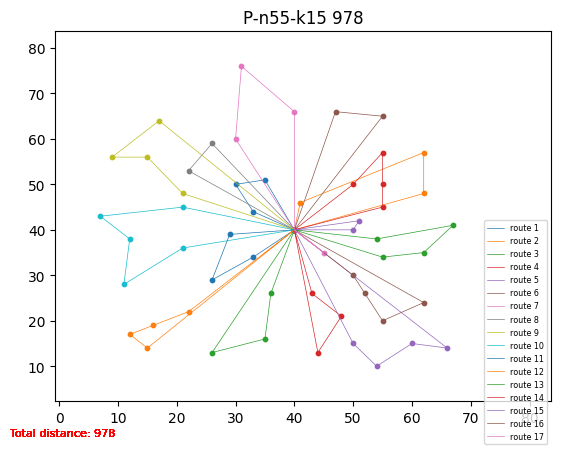 P-n55-k15 978
80
70
60
50
40
30
20
10
0
10
20
30
40
50
60
70
route 1
route 2
route 3
route 4
route 5
route 6
route 7
route 8
route 9
route 10
route 11
route 12
route 13
route 14
route 15
route 16
route 17
Total distance: 978